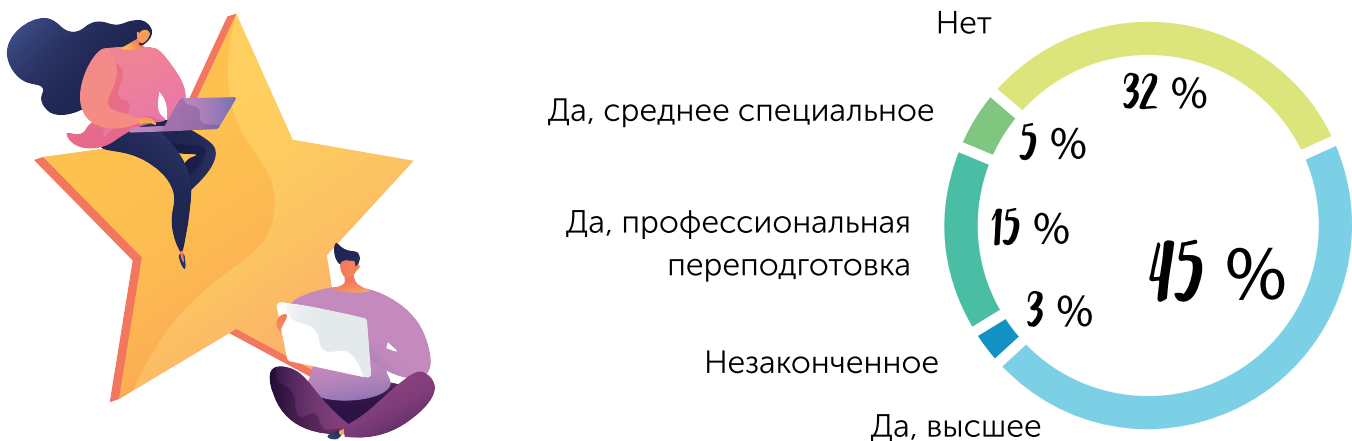 Нет
32 %
Да, среднее специальное
5 %
Да, профессиональная
переподготовка
15 %
45 %
3 %
Незаконченное
Да, высшее